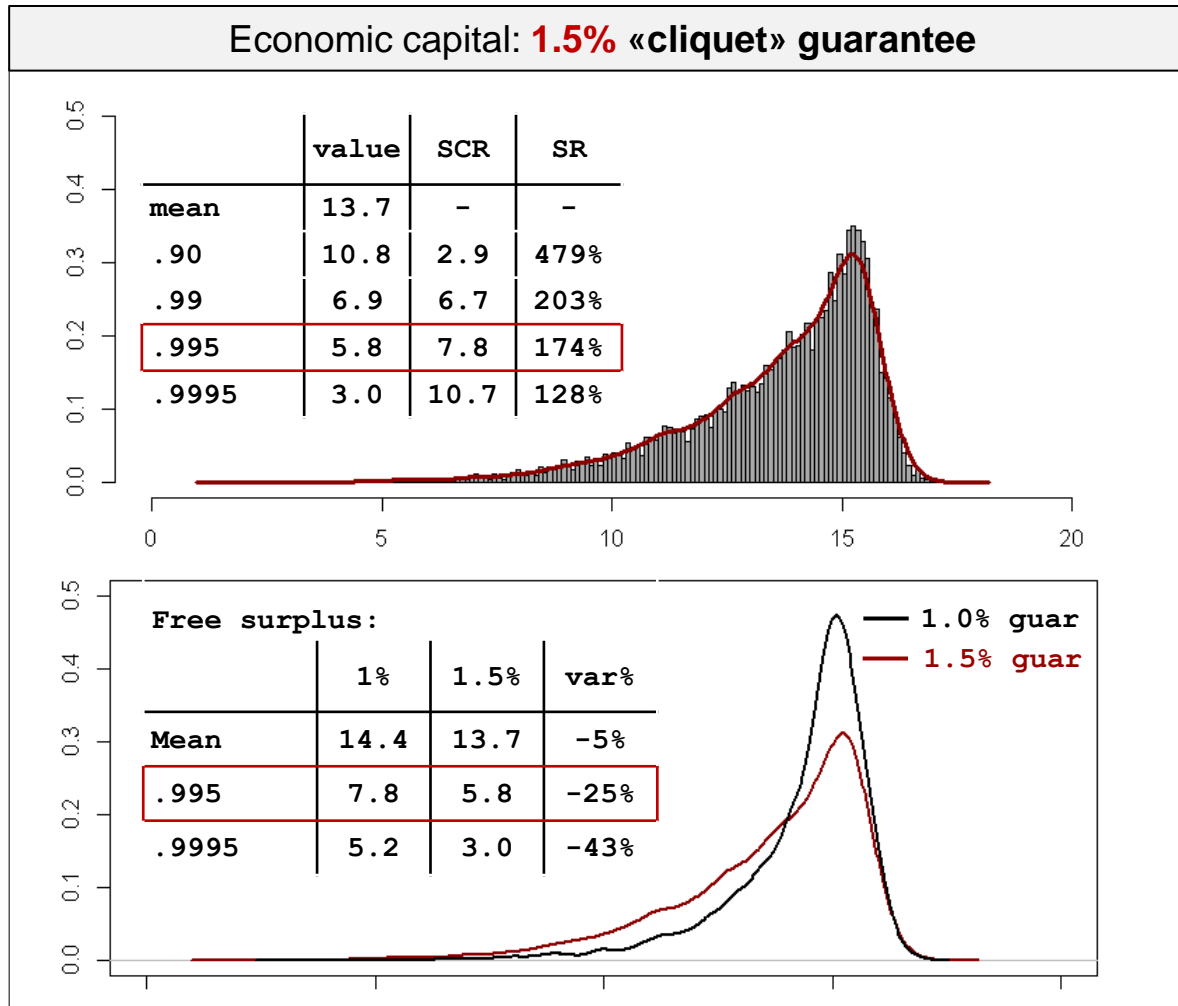 Economic capital: 1.5% «cliquet» guarantee
0.5
0.4
0.3
0.2
0.1
0.0
value SCR SR
mean 13.7 – –
.90 10.8 2.9 479%
.99 6.9 6.7 203%
.995 5.8 7.8 174%
.9995 3.0 10.7 128%
0 5 10 15 20
0.5
0.4
0.3
0.2
0.1
0.0
Free surplus:
1% 1.5% var%
Mean 14.4 13.7 -5%
.995 7.8 5.8 -25%
.9995 5.2 3.0 -43%
1.0% guar
1.5% guar